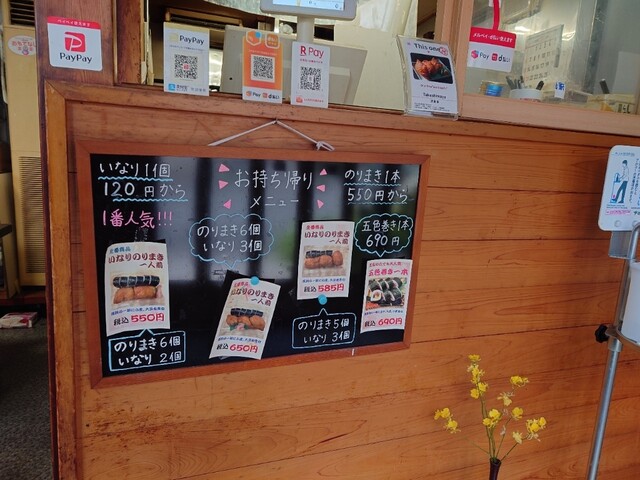 PayPay
PayPay
R Pay
This one
PayPay
d払い
いなり1個
120円から
1番人気!!!
お持ち帰り
メニュー
のりまき1本
550円から
定番商品
いなりのりまき
一人前
税込550円
のりまき6個
いなり2個
のりまき6個
いなり3個
いなりのりまき
一人前
税込650円
いなりのりまき
一人前
税込585円
のりまき5個
いなり3個
五色巻き1本
690円
五色巻き一本
税込690円